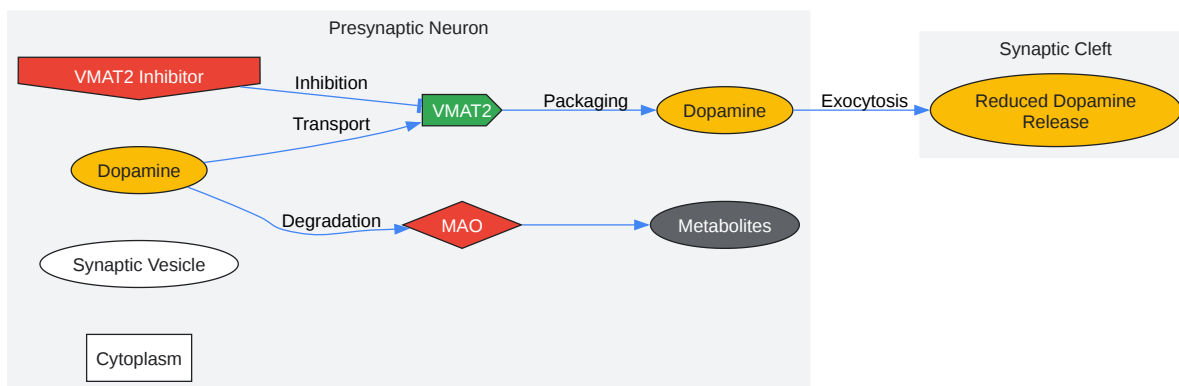 Presynaptic Neuron
Synaptic Cleft
VMAT2 Inhibitor
Inhibition
VMAT2
Packaging
Dopamine
Exocytosis
Reduced Dopamine
Release
Transport
Dopamine
Degradation
MAO
Metabolites
Synaptic Vesicle
Cytoplasm